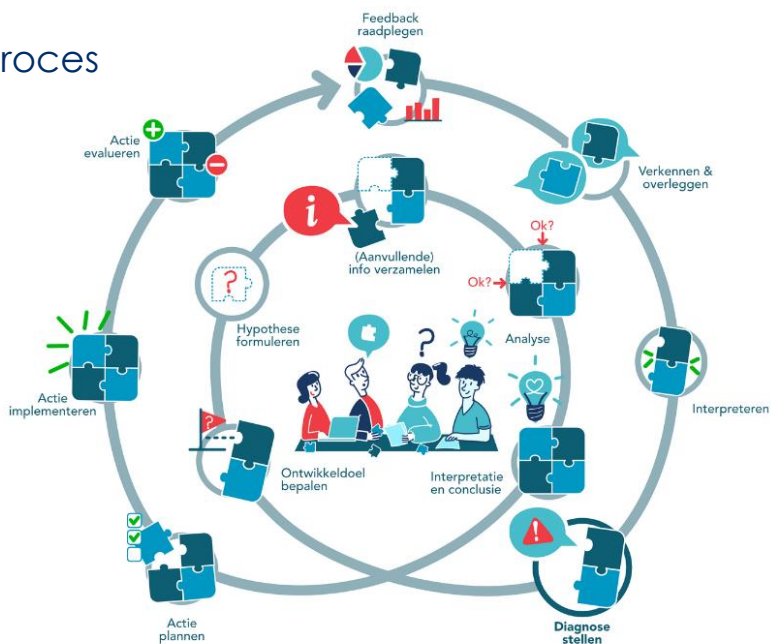 roces
Feedback
raadplegen
Verkennen &
overleggen
Interpreteren
Diagnose
stellen
Ontwikkeldoel
bepalen
?
Hypothese
formuleren
?
i
(Aanvullende)
info verzamelen
Ok?
Ok?
Analyse
?
Interpretatie
en conclusie
Actie
plannen
Actie
implementeren
Actie
evalueren